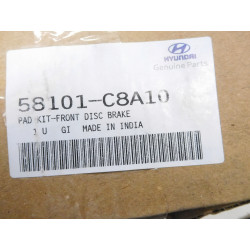 HYUNDAI
Genuine Parts
58101-C8A10
PAD KIT-FRONT DISC BRAKE
1 U GI MADE IN INDIA